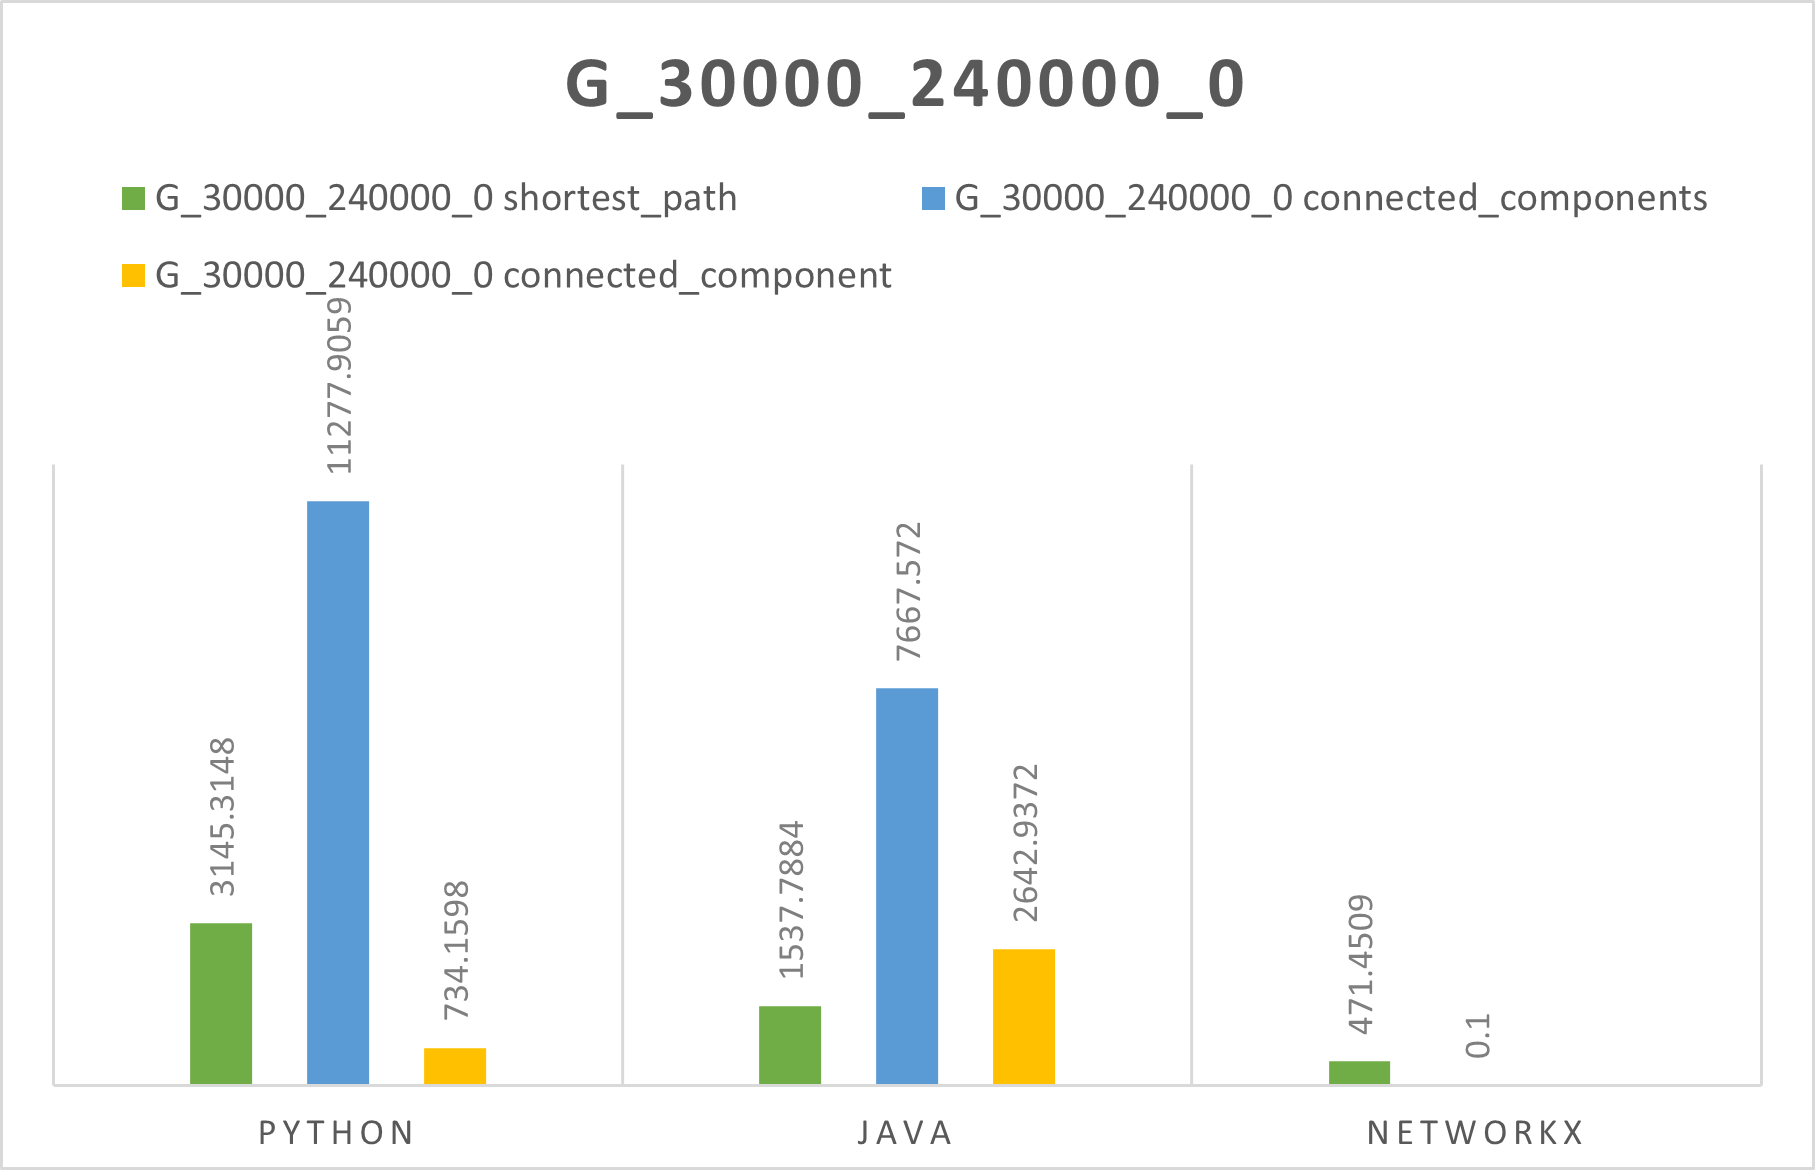 G_30000_240000_0
G_30000_240000_0 shortest_path
G_30000_240000_0 connected_components
G_30000_240000_0 connected_component
3145.3148
11277.9059
734.1598
1537.7884
7667.572
2642.9372
471.4509
0.1
PYTHON
JAVA
NETWORKX